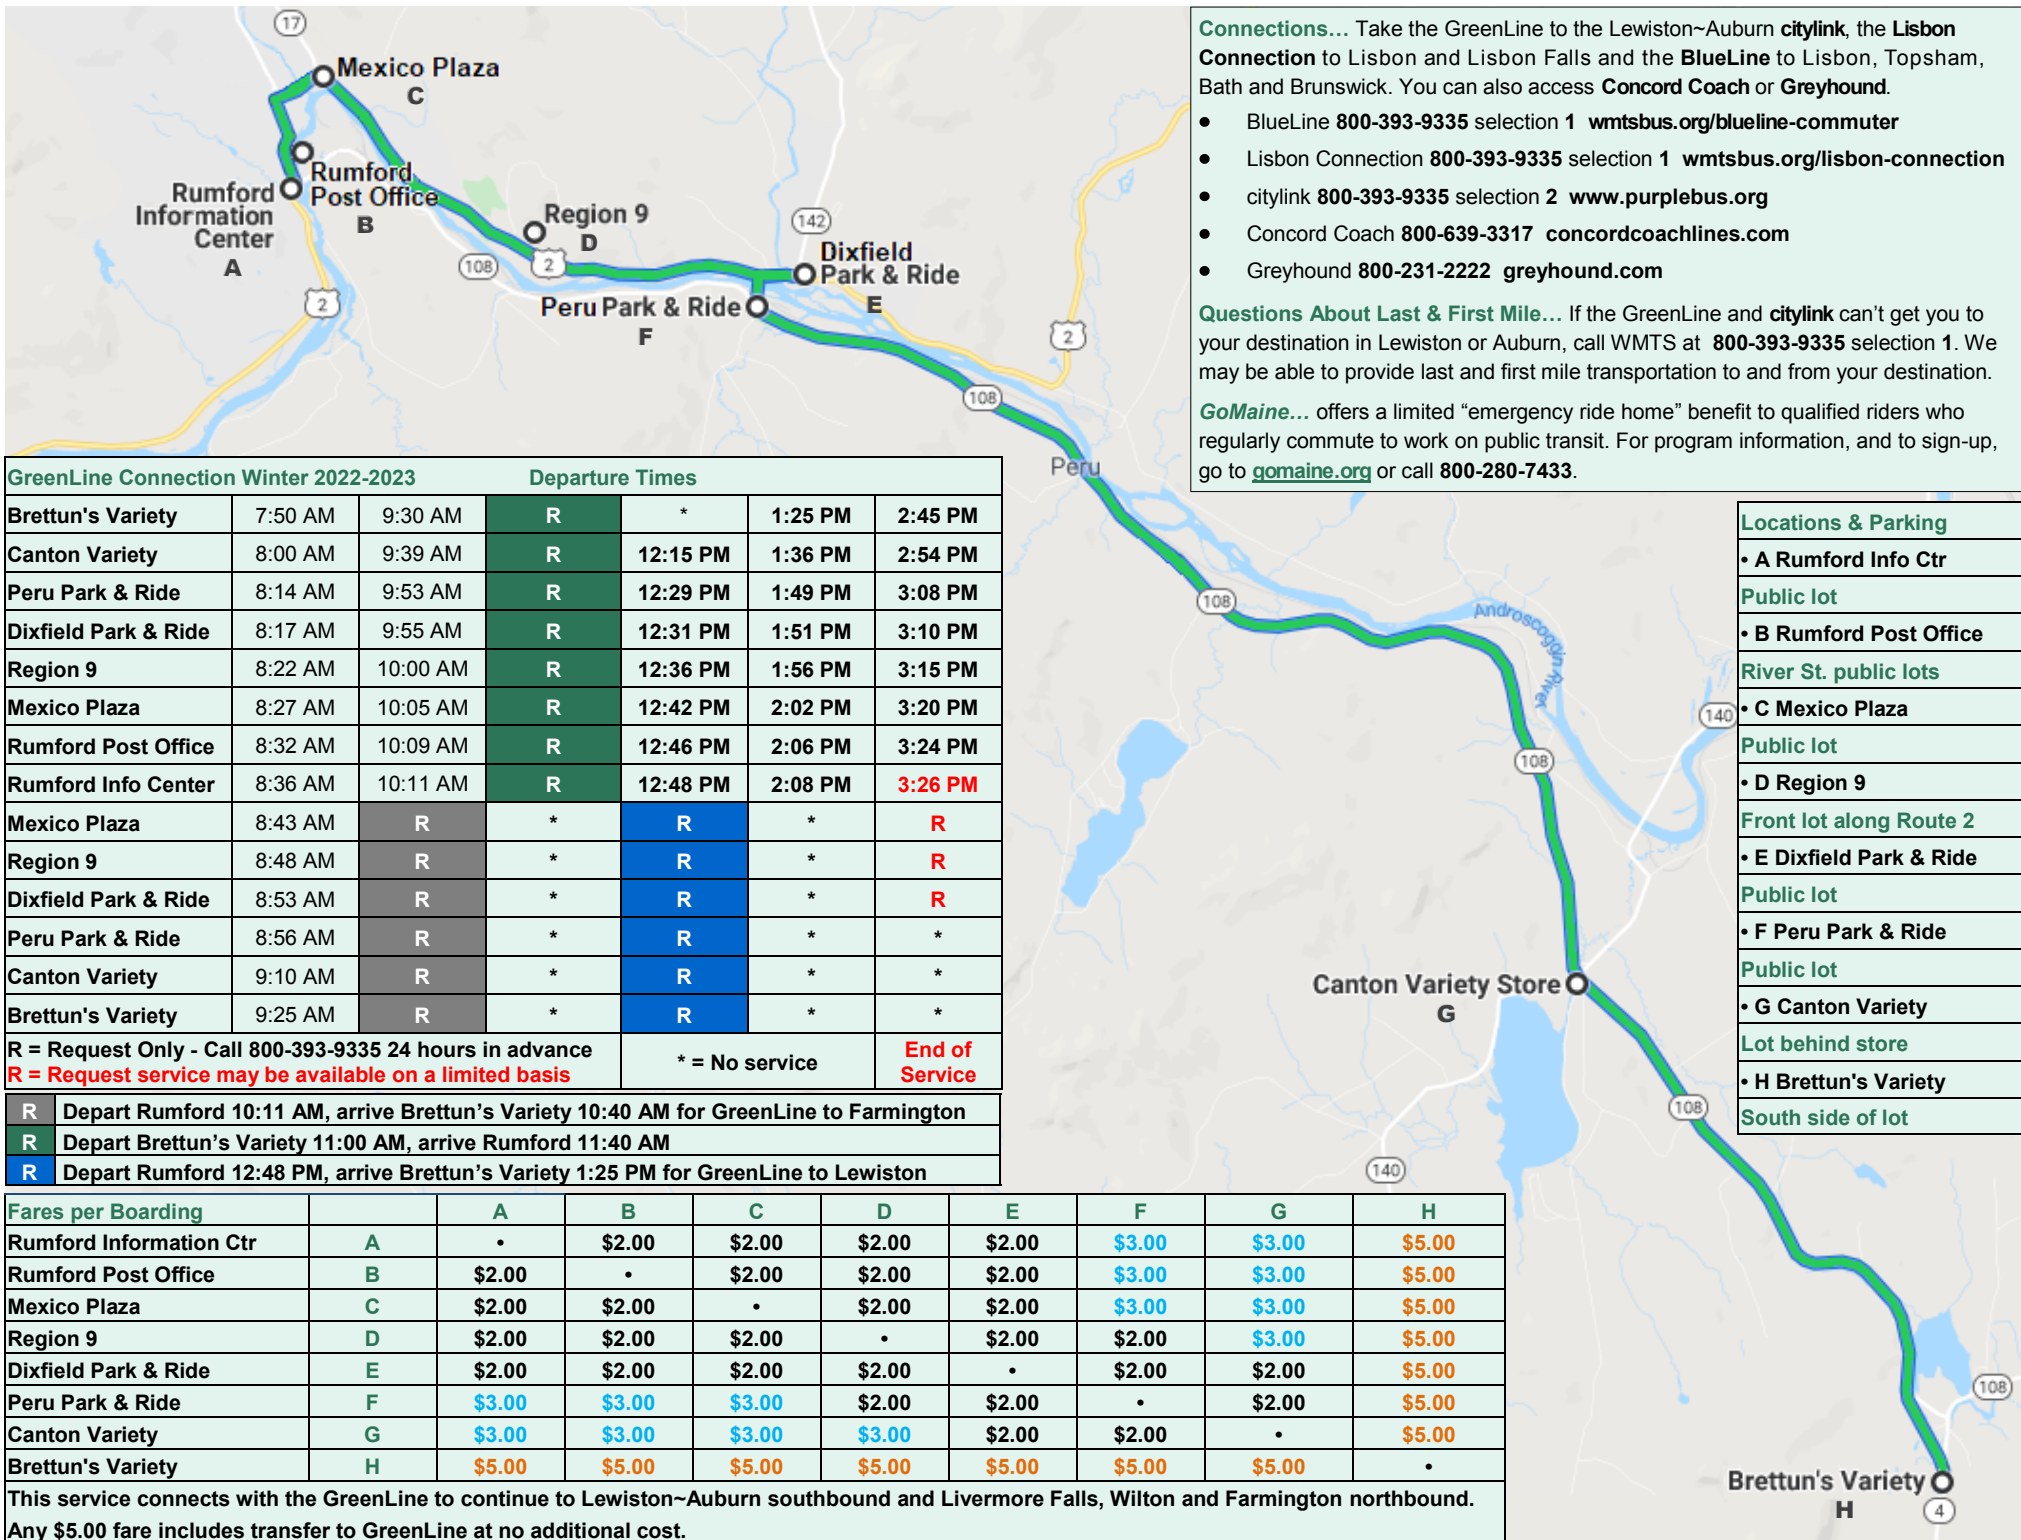 17
Mexico Plaza
C
Rumford
Post Office
B
Rumford
Information
Center
A
Region 9
D
142
Dixfield
Park & Ride
E
108
2
2
Peru Park & Ride
F
2
108
Peru
Connections… Take the GreenLine to the Lewiston~Auburn citylink, the Lisbon
Connection to Lisbon and Lisbon Falls and the BlueLine to Lisbon, Topsham,
Bath and Brunswick. You can also access Concord Coach or Greyhound.
• BlueLine 800-393-9335 selection 1 wmtsbus.org/blueline-commuter
• Lisbon Connection 800-393-9335 selection 1 wmtsbus.org/lisbon-connection
• citylink 800-393-9335 selection 2 www.purplebus.org
• Concord Coach 800-639-3317 concordcoachlines.com
• Greyhound 800-231-2222 greyhound.com
Questions About Last & First Mile… If the GreenLine and citylink can't get you to
your destination in Lewiston or Auburn, call WMTS at 800-393-9335 selection 1. We
may be able to provide last and first mile transportation to and from your destination.
GoMaine… offers a limited “emergency ride home” benefit to qualified riders who
regularly commute to work on public transit. For program information, and to sign-up,
go to gomaine.org or call 800-280-7433.
GreenLine Connection Winter 2022-2023 Departure Times
Brettun's Variety 7:50 AM 9:30 AM R * 1:25 PM 2:45 PM
Canton Variety 8:00 AM 9:39 AM R 12:15 PM 1:36 PM 2:54 PM
Peru Park & Ride 8:14 AM 9:53 AM R 12:29 PM 1:49 PM 3:08 PM
Dixfield Park & Ride 8:17 AM 9:55 AM R 12:31 PM 1:51 PM 3:10 PM
Region 9 8:22 AM 10:00 AM R 12:36 PM 1:56 PM 3:15 PM
Mexico Plaza 8:27 AM 10:05 AM R 12:42 PM 2:02 PM 3:20 PM
Rumford Post Office 8:32 AM 10:09 AM R 12:46 PM 2:06 PM 3:24 PM
Rumford Info Center 8:36 AM 10:11 AM R 12:48 PM 2:08 PM 3:26 PM
Mexico Plaza 8:43 AM R * R * R
Region 9 8:48 AM R * R * R
Dixfield Park & Ride 8:53 AM R * R * R
Peru Park & Ride 8:56 AM R * R * *
Canton Variety 9:10 AM R * R * *
Brettun's Variety 9:25 AM R * R * *
R = Request Only - Call 800-393-9335 24 hours in advance
R = Request service may be available on a limited basis
* = No service
End of
Service
R Depart Rumford 10:11 AM, arrive Brettun’s Variety 10:40 AM for GreenLine to Farmington
R Depart Brettun’s Variety 11:00 AM, arrive Rumford 11:40 AM
R Depart Rumford 12:48 PM, arrive Brettun’s Variety 1:25 PM for GreenLine to Lewiston
108
Androscoggin River
108
140
Canton Variety Store
G
108
140
108
Brettun's Variety
H
4
Locations & Parking
• A Rumford Info Ctr
Public lot
• B Rumford Post Office
River St. public lots
• C Mexico Plaza
Public lot
• D Region 9
Front lot along Route 2
• E Dixfield Park & Ride
Public lot
• F Peru Park & Ride
Public lot
• G Canton Variety
Lot behind store
• H Brettun's Variety
South side of lot
Fares per Boarding A B C D E F G H
Rumford Information Ctr A • $2.00 $2.00 $2.00 $2.00 $3.00 $3.00 $5.00
Rumford Post Office B $2.00 • $2.00 $2.00 $2.00 $3.00 $3.00 $5.00
Mexico Plaza C $2.00 $2.00 • $2.00 $2.00 $3.00 $3.00 $5.00
Region 9 D $2.00 $2.00 $2.00 • $2.00 $2.00 $3.00 $5.00
Dixfield Park & Ride E $2.00 $2.00 $2.00 $2.00 • $2.00 $2.00 $5.00
Peru Park & Ride F $3.00 $3.00 $3.00 $2.00 $2.00 • $2.00 $5.00
Canton Variety G $3.00 $3.00 $3.00 $3.00 $2.00 $2.00 • $5.00
Brettun's Variety H $5.00 $5.00 $5.00 $5.00 $5.00 $5.00 $5.00 •
This service connects with the GreenLine to continue to Lewiston~Auburn southbound and Livermore Falls, Wilton and Farmington northbound.
Any $5.00 fare includes transfer to GreenLine at no additional cost.